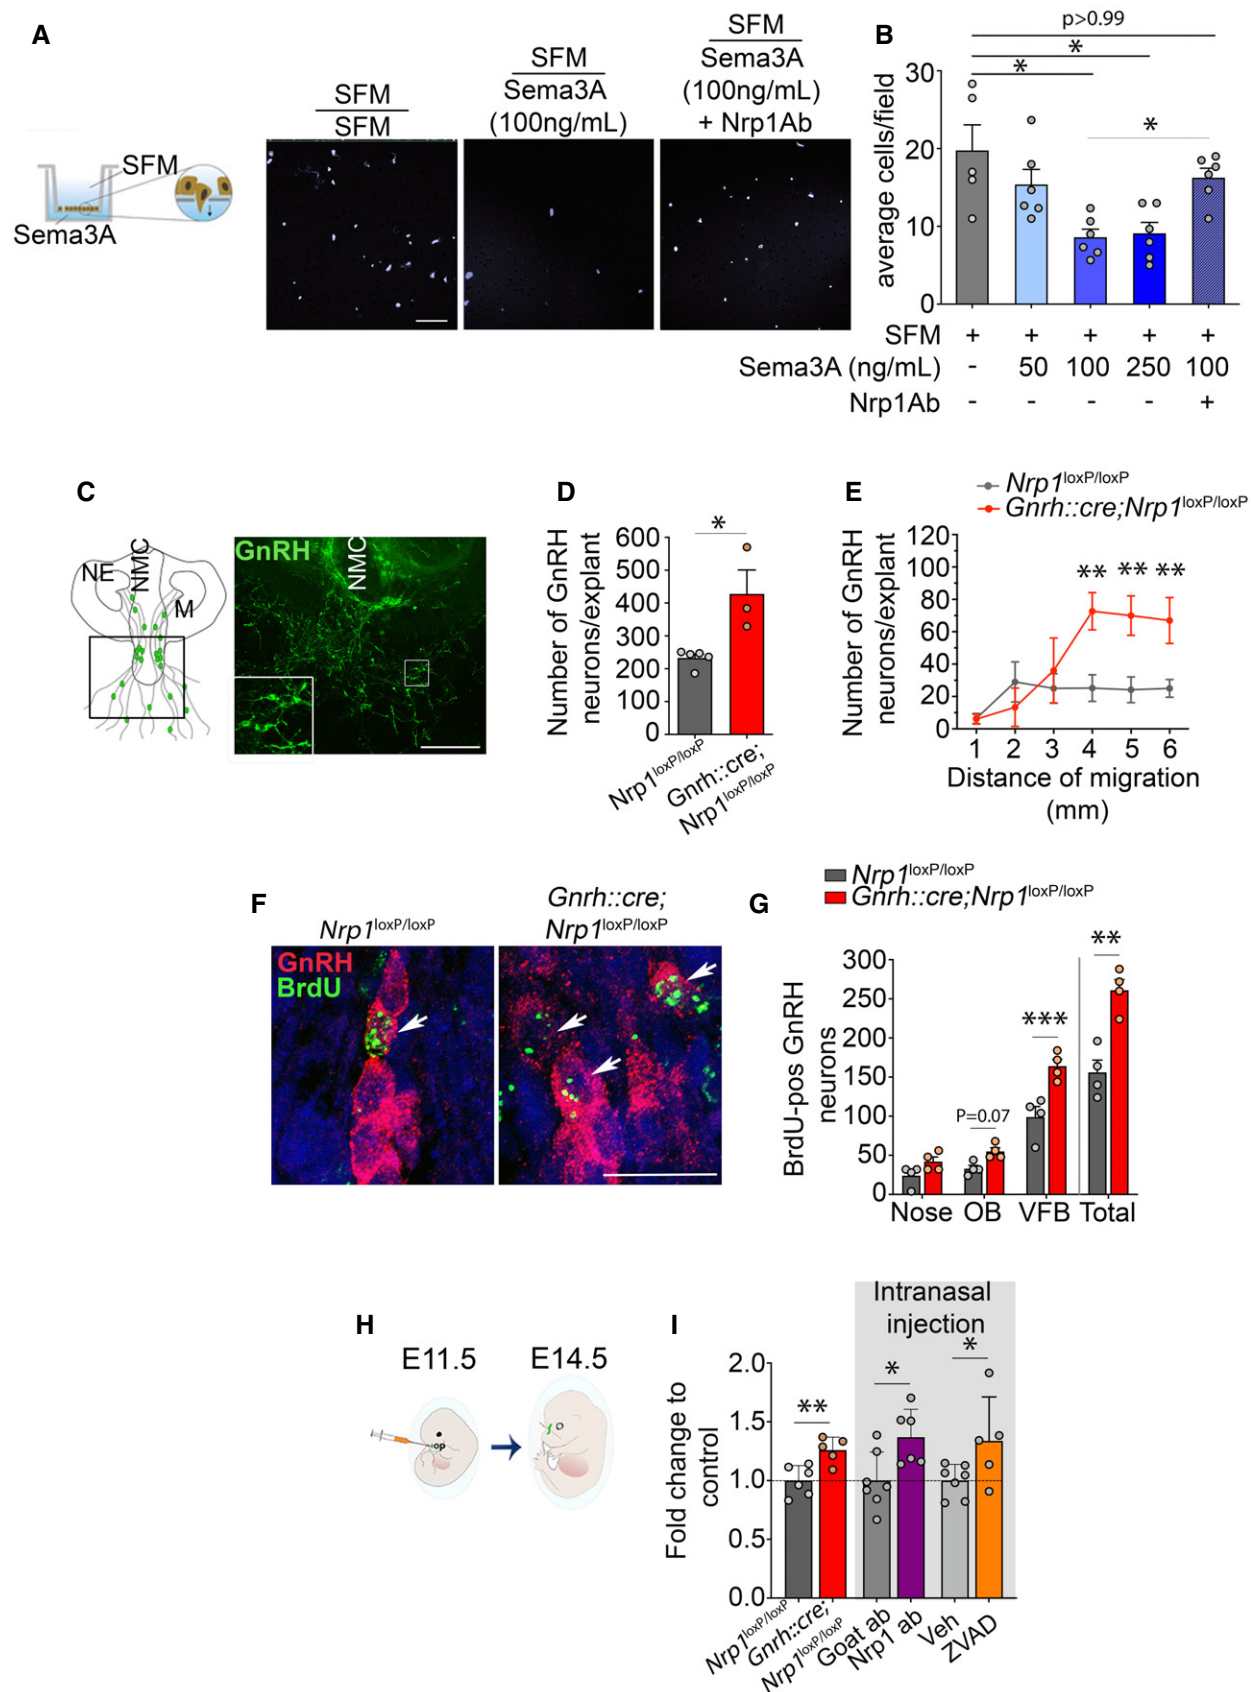 A
SFM
Sema3A
SFM
SFM
SFM
Sema3A
(100ng/mL)
SFM
Sema3A
(100ng/mL)
+ Nrp1Ab
B
p>0.99
*
*
*
average cells/field
30
20
10
0
SFM + + + + +
Sema3A (ng/mL) - 50 100 250 100
Nrp1Ab - - - - +
C
NE
NMC
M
GnRH
NMC
D
*
Number of GnRH
neurons/explant
600
500
400
300
200
100
0
Nrp1loxP/loxP
Gnrh::cre;
Nrp1loxP/loxP
E
Nrp1loxP/loxP
Gnrh::cre;Nrp1loxP/loxP
Number of GnRH
neurons/explant
120
100
80
60
40
20
0
** ** **
1 2 3 4 5 6
Distance of migration
(mm)
F
Nrp1loxP/loxP
Gnrh::cre;
Nrp1loxP/loxP
GnRH
BrdU
G
Nrp1loxP/loxP
Gnrh::cre;Nrp1loxP/loxP
BrdU-pos GnRH
neurons
300
250
200
150
100
50
0
P=0.07
***
**
Nose OB VFB Total
H
E11.5 E14.5
op
I
Intranasal
injection
Fold change to
control
2.0
1.5
1.0
0.5
0.0
**
*
*
Nrp1loxP/loxP
Gnrh::cre;
Nrp1loxP/loxP
Goat ab
Nrp1 ab
Veh
ZVAD